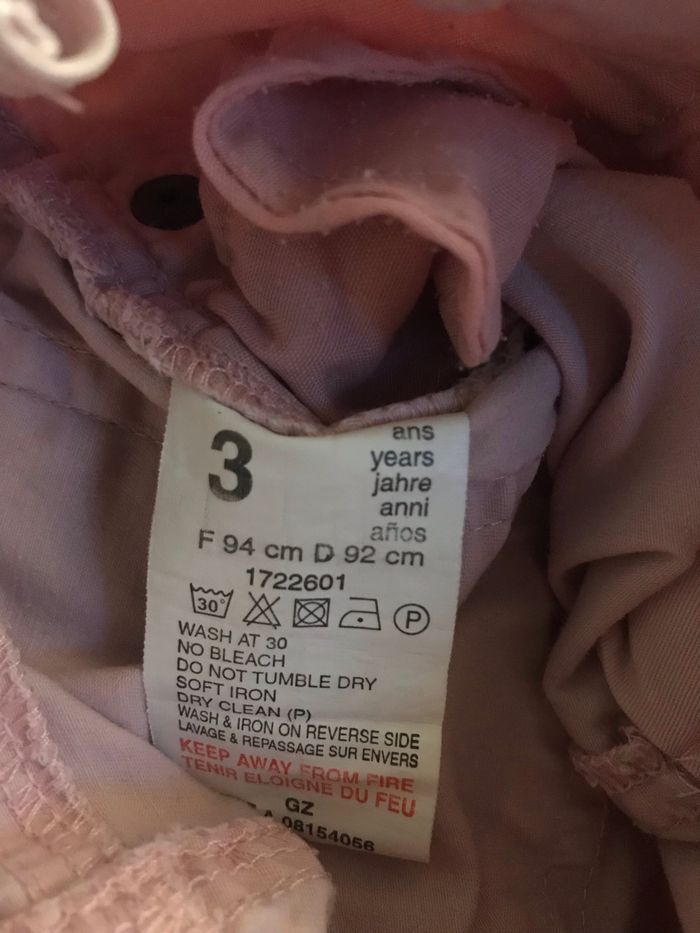 3
ans
years
jahre
anni
años
F 94 cm D 92 cm
1722601
30° P
WASH AT 30
NO BLEACH
DO NOT TUMBLE DRY
SOFT IRON
DRY CLEAN (P)
WASH & IRON ON REVERSE SIDE
LAVAGE & REPASSAGE SUR ENVERS
KEEP AWAY FROM FIRE
TENIR ELOIGNE DU FEU
GZ
A 08154056